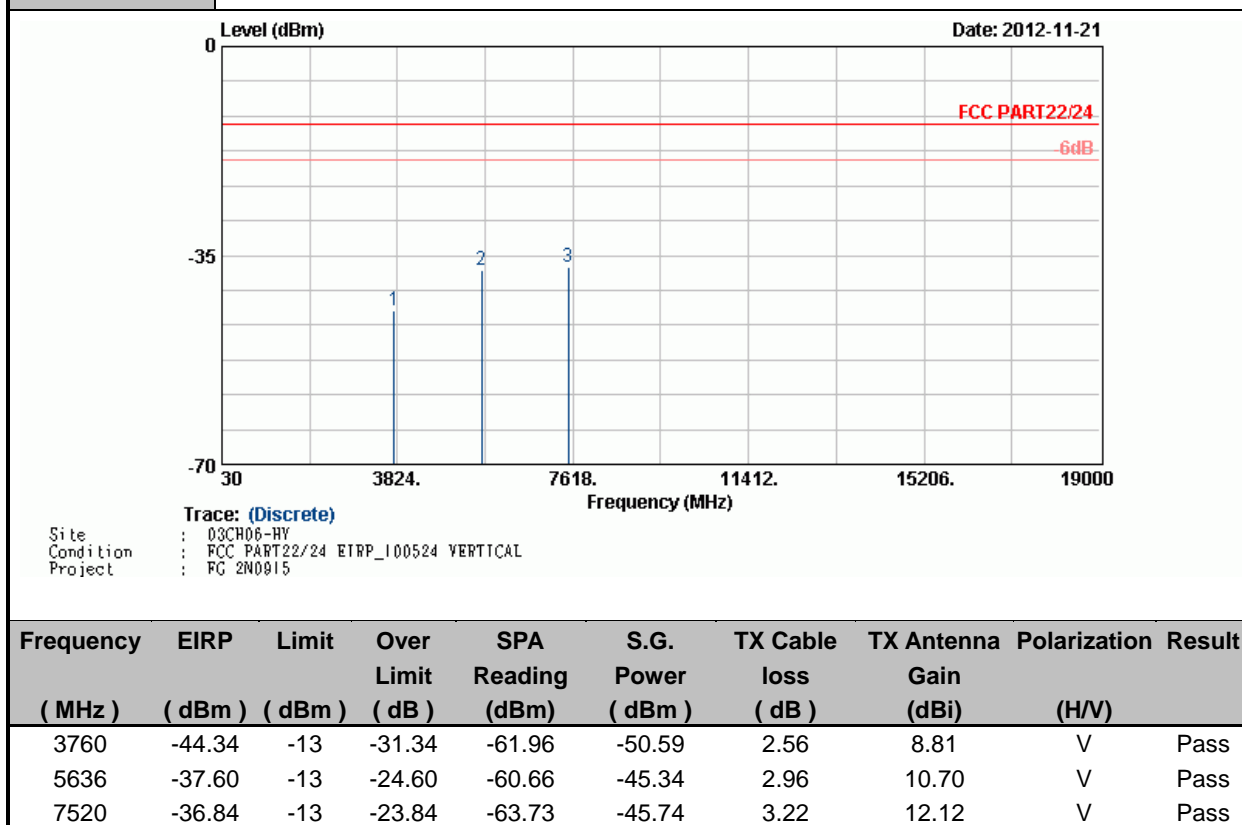 Level (dBm) Date: 2012-11-21
0
FCC PART22/24
-6dB
-35
1 2 3
-70
30 3824. 7618. 11412. 15206. 19000
Frequency (MHz)
Trace: (Discrete)
Site : 03CH06-HY
Condition : FCC PART22/24 EIRP_100524 VERTICAL
Project : FG 2N0915
Frequency EIRP Limit Over SPA S.G. TX Cable TX Antenna Polarization Result
Limit Reading Power loss Gain
( MHz ) ( dBm ) ( dBm ) ( dB ) (dBm) ( dBm ) ( dB ) (dBi) (H/V)
3760 -44.34 -13 -31.34 -61.96 -50.59 2.56 8.81 V Pass
5636 -37.60 -13 -24.60 -60.66 -45.34 2.96 10.70 V Pass
7520 -36.84 -13 -23.84 -63.73 -45.74 3.22 12.12 V Pass